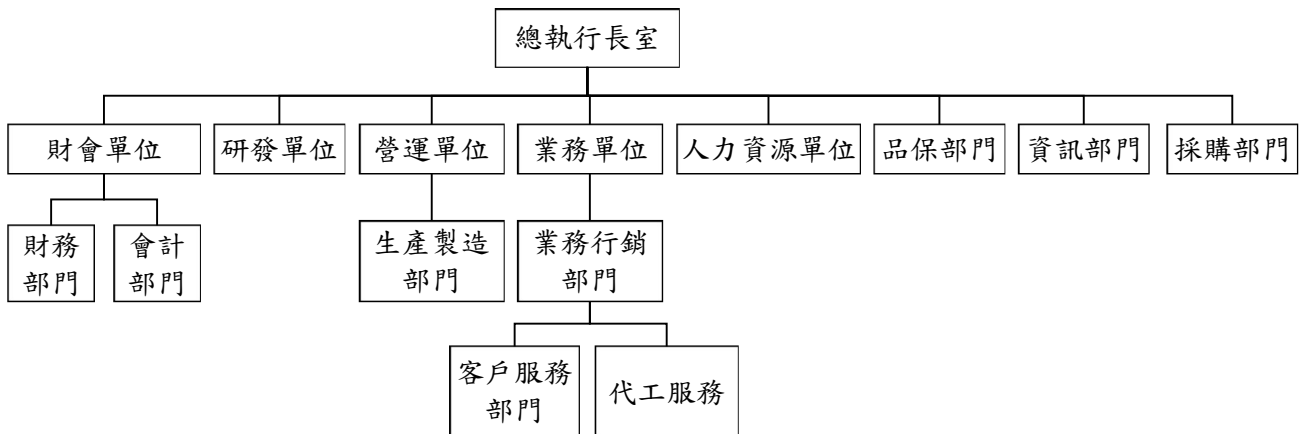 總執行長室
財會單位
研發單位
營運單位
業務單位
人力資源單位
品保部門
資訊部門
採購部門
財務
部門
會計
部門
生產製造
部門
業務行銷
部門
客戶服務
部門
代工服務